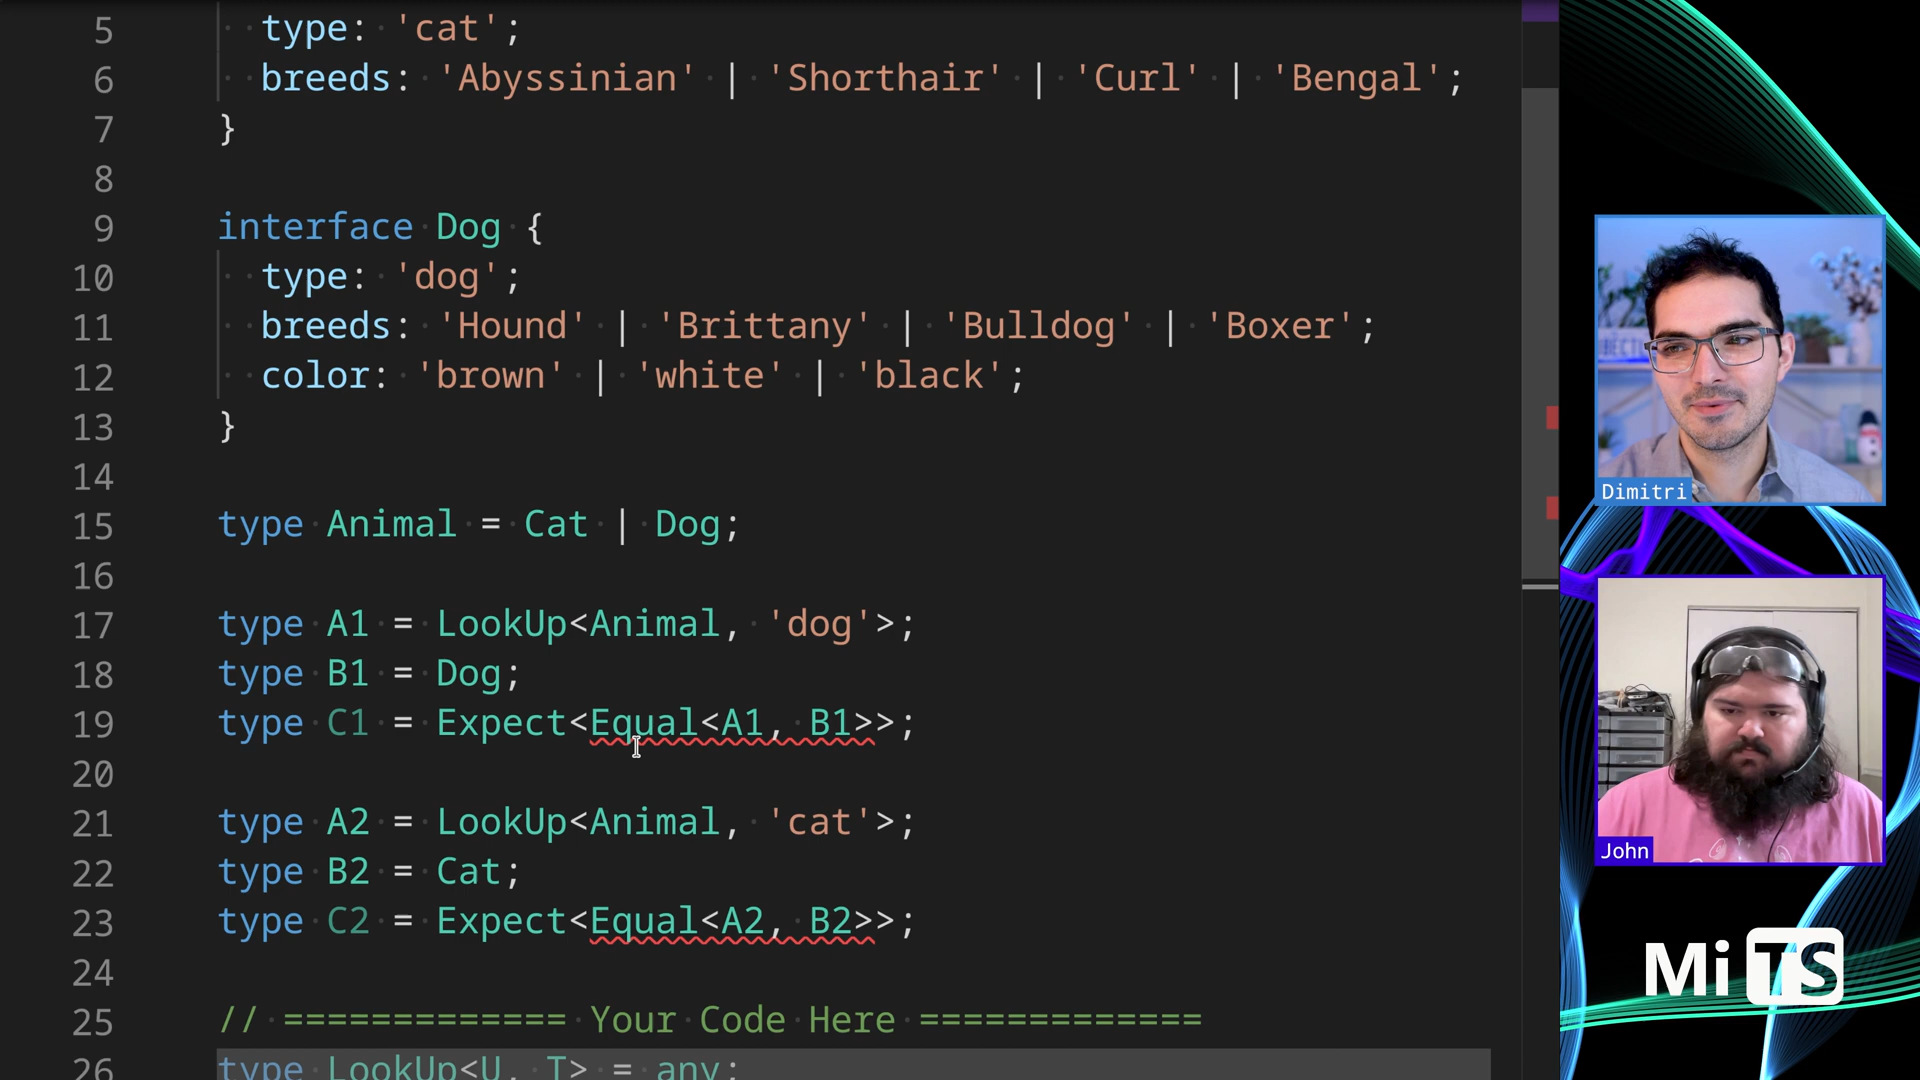 5 type: 'cat';
6 breeds: 'Abyssinian' | 'Shorthair' | 'Curl' | 'Bengal';
7 }
8
9 interface Dog {
10 type: 'dog';
11 breeds: 'Hound' | 'Brittany' | 'Bulldog' | 'Boxer';
12 color: 'brown' | 'white' | 'black';
13 }
14
15 type Animal = Cat | Dog;
16
17 type A1 = LookUp<Animal, 'dog'>;
18 type B1 = Dog;
19 type C1 = Expect<Equal<A1, B1>>;
20
21 type A2 = LookUp<Animal, 'cat'>;
22 type B2 = Cat;
23 type C2 = Expect<Equal<A2, B2>>;
24
25 // ============= Your Code Here =============
26 type LookUp<U, T> = any;
Dimitri
John
Mi TS